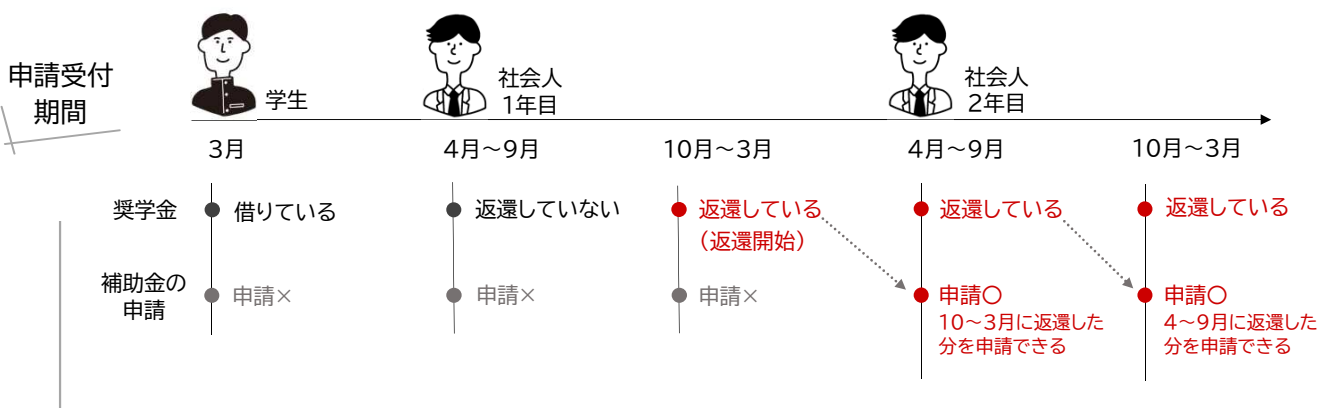 申請受付
期間
学生
社会人
1年目
社会人
2年目
3月
4月～9月
10月～3月
4月～9月
10月～3月
奨学金
借りている
返還していない
返還している
（返還開始）
返還している
返還している
補助金の
申請
申請×
申請×
申請×
申請〇
10～3月に返還した
分を申請できる
申請〇
4～9月に返還した
分を申請できる